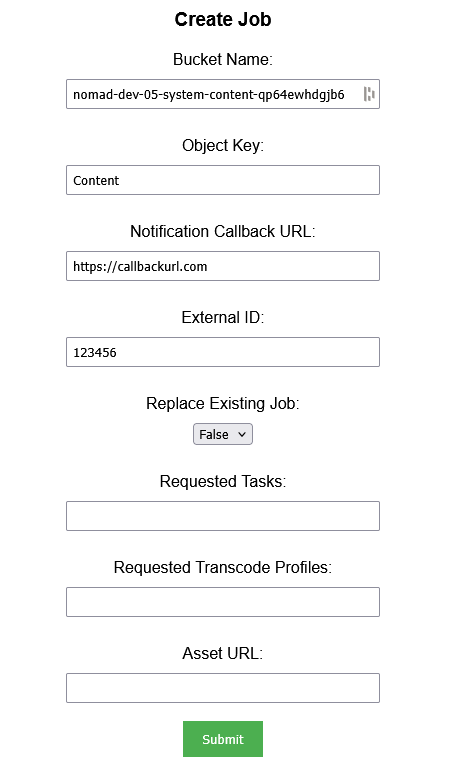 Create Job
Bucket Name:
nomad-dev-05-system-content-qp64ewhdgjb6
Object Key:
Content
Notification Callback URL:
https://callbackurl.com
External ID:
123456
Replace Existing Job:
False
Requested Tasks:
Requested Transcode Profiles:
Asset URL:
Submit